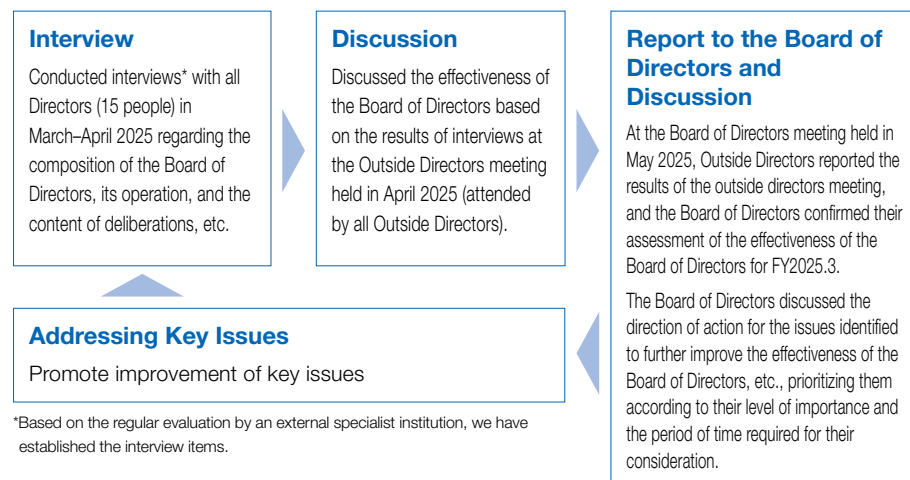 Interview
Conducted interviews* with all
Directors (15 people) in
March–April 2025 regarding the
composition of the Board of
Directors, its operation, and the
content of deliberations, etc.
Discussion
Discussed the effectiveness of
the Board of Directors based
on the results of interviews at
the Outside Directors meeting
held in April 2025 (attended
by all Outside Directors).
Report to the Board of
Directors and
Discussion
At the Board of Directors meeting held in
May 2025, Outside Directors reported the
results of the outside directors meeting,
and the Board of Directors confirmed their
assessment of the effectiveness of the
Board of Directors for FY2025.3.
The Board of Directors discussed the
direction of action for the issues identified
to further improve the effectiveness of the
Board of Directors, etc., prioritizing them
according to their level of importance and
the period of time required for their
consideration.
Addressing Key Issues
Promote improvement of key issues
*Based on the regular evaluation by an external specialist institution, we have
established the interview items.